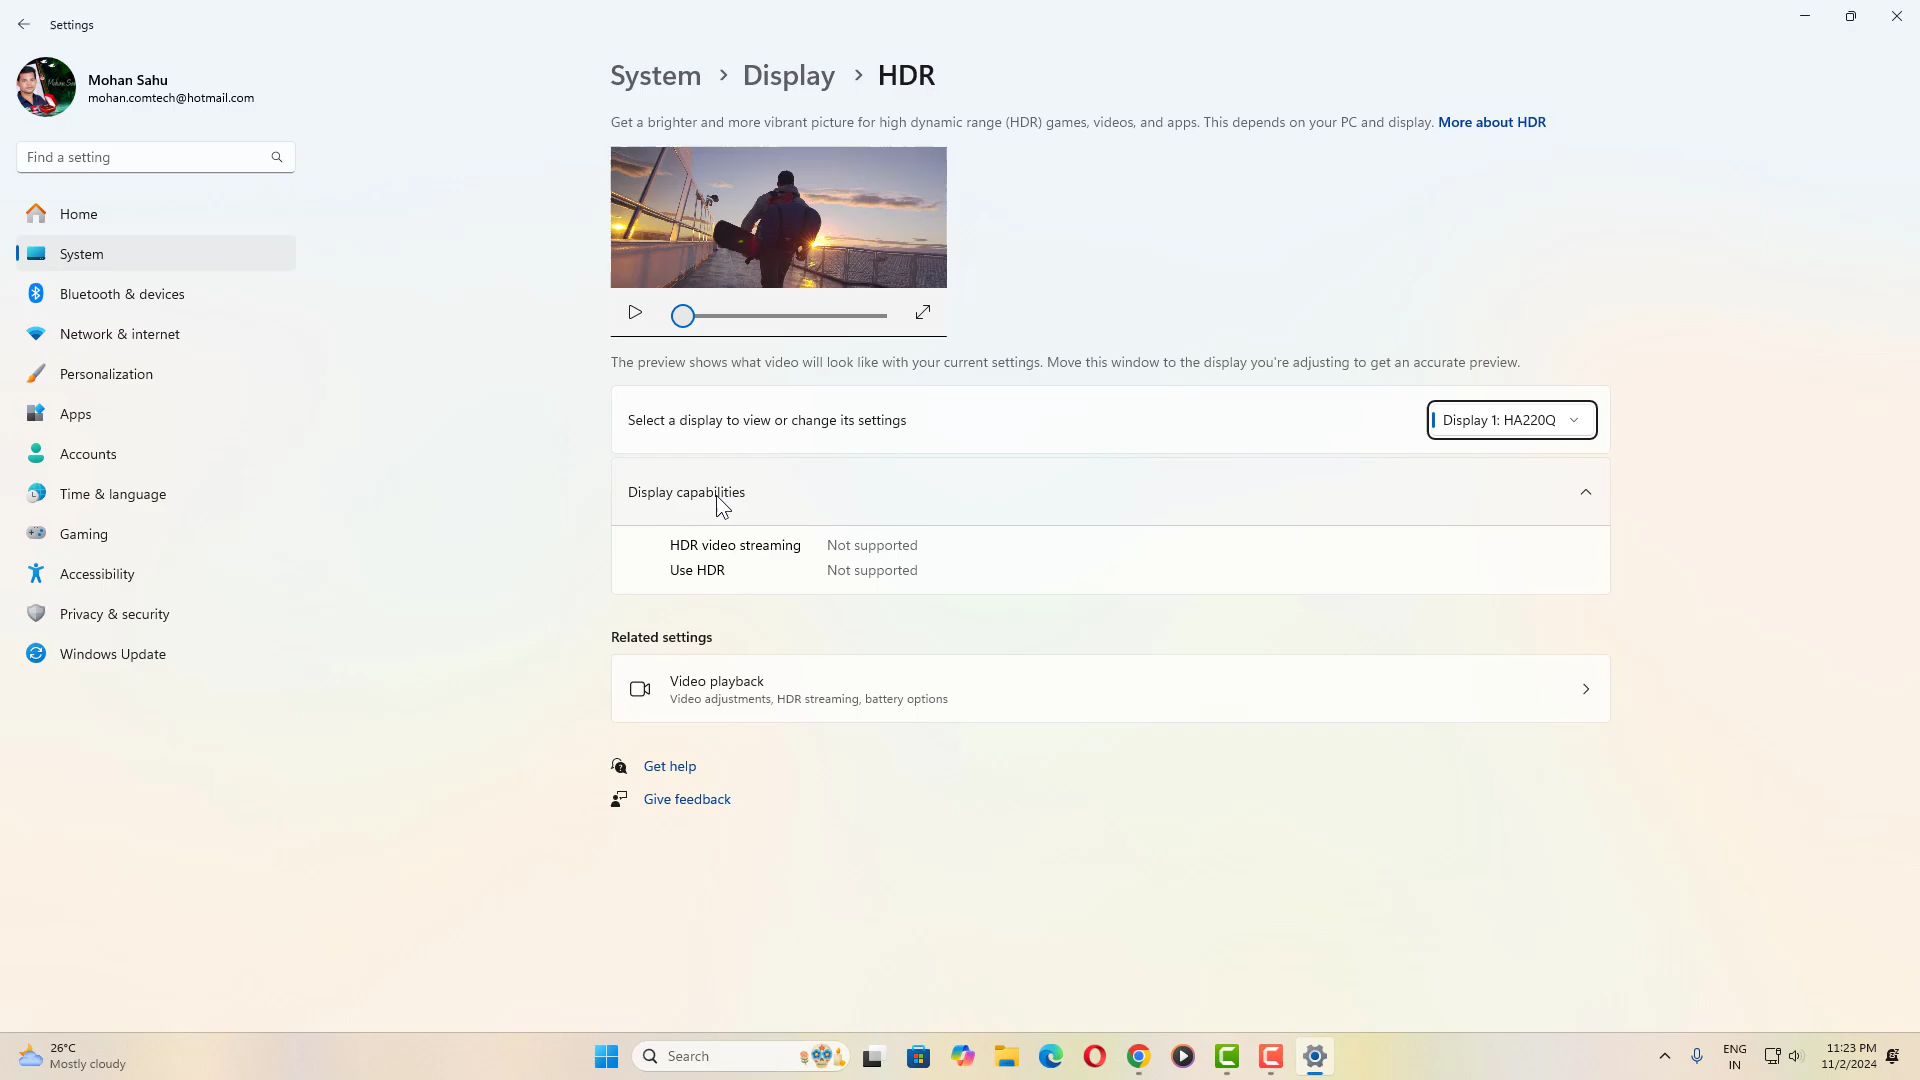 Settings
Mohan Sahu
mohan.comtech@hotmail.com
Find a setting
Home
System
Bluetooth & devices
Network & internet
Personalization
Apps
Accounts
Time & language
Gaming
Accessibility
Privacy & security
Windows Update
System > Display > HDR
Get a brighter and more vibrant picture for high dynamic range (HDR) games, videos, and apps. This depends on your PC and display. More about HDR
The preview shows what video will look like with your current settings. Move this window to the display you're adjusting to get an accurate preview.
Select a display to view or change its settings
Display 1: HA220Q
Display capabilities
HDR video streaming Not supported
Use HDR Not supported
Related settings
Video playback
Video adjustments, HDR streaming, battery options
Get help
Give feedback
26°C
Mostly cloudy
Search
ENG
IN
11:23 PM
11/2/2024